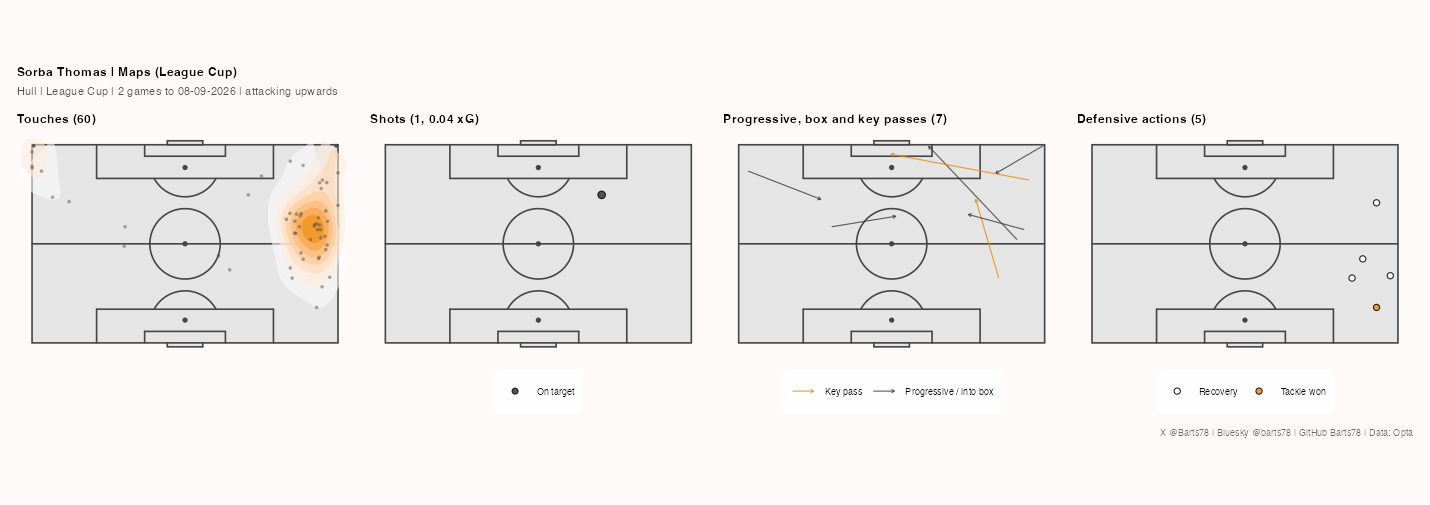 Sorba Thomas | Maps (League Cup)
Hull | League Cup | 2 games to 08-09-2026 | attacking upwards
Touches (60)
Shots (1, 0.04 xG)
Progressive, box and key passes (7)
Defensive actions (5)
On target
Key pass
Progressive / Into box
Recovery
Tackle won
X @Barts78 | Bluesky @barts78 | GitHub Barts78 | Data: Opta